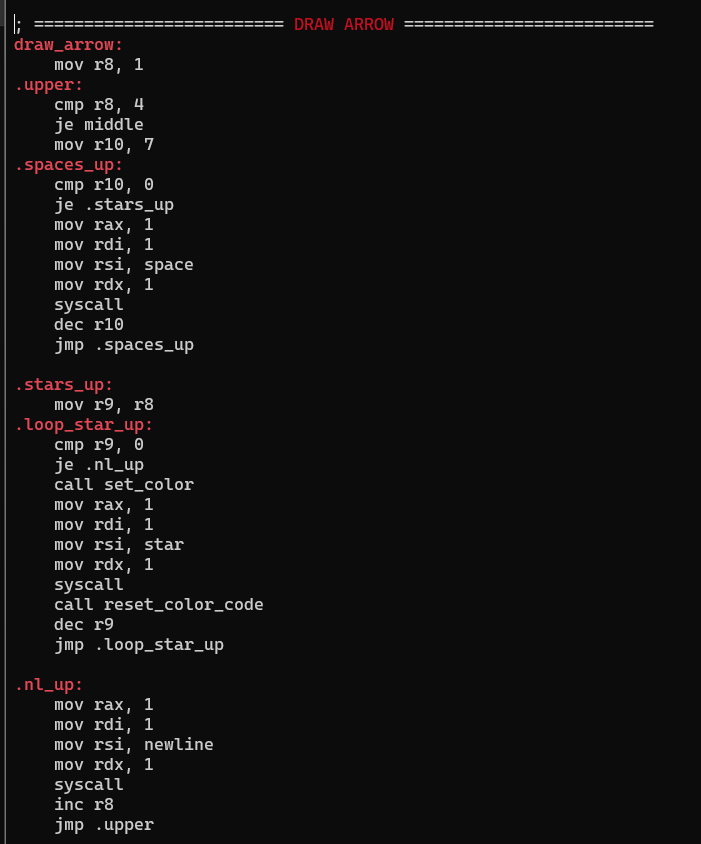 ; ========================= DRAW ARROW =========================
draw_arrow:
    mov r8, 1
.upper:
    cmp r8, 4
    je middle
    mov r10, 7
.spaces_up:
    cmp r10, 0
    je .stars_up
    mov rax, 1
    mov rdi, 1
    mov rsi, space
    mov rdx, 1
    syscall
    dec r10
    jmp .spaces_up

.stars_up:
    mov r9, r8
.loop_star_up:
    cmp r9, 0
    je .nl_up
    call set_color
    mov rax, 1
    mov rdi, 1
    mov rsi, star
    mov rdx, 1
    syscall
    call reset_color_code
    dec r9
    jmp .loop_star_up

.nl_up:
    mov rax, 1
    mov rdi, 1
    mov rsi, newline
    mov rdx, 1
    syscall
    inc r8
    jmp .upper